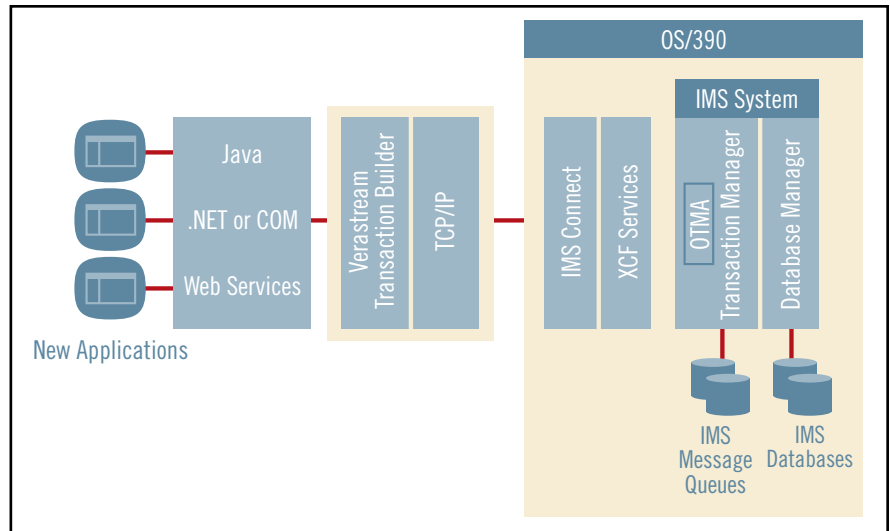 OS/390
IMS System
Java
.NET or COM
Web Services
New Applications
Verastream
Transaction Builder
TCP/IP
IMS Connect
XCF Services
OTMA
Transaction Manager
Database Manager
IMS
Message
Queues
IMS
Databases